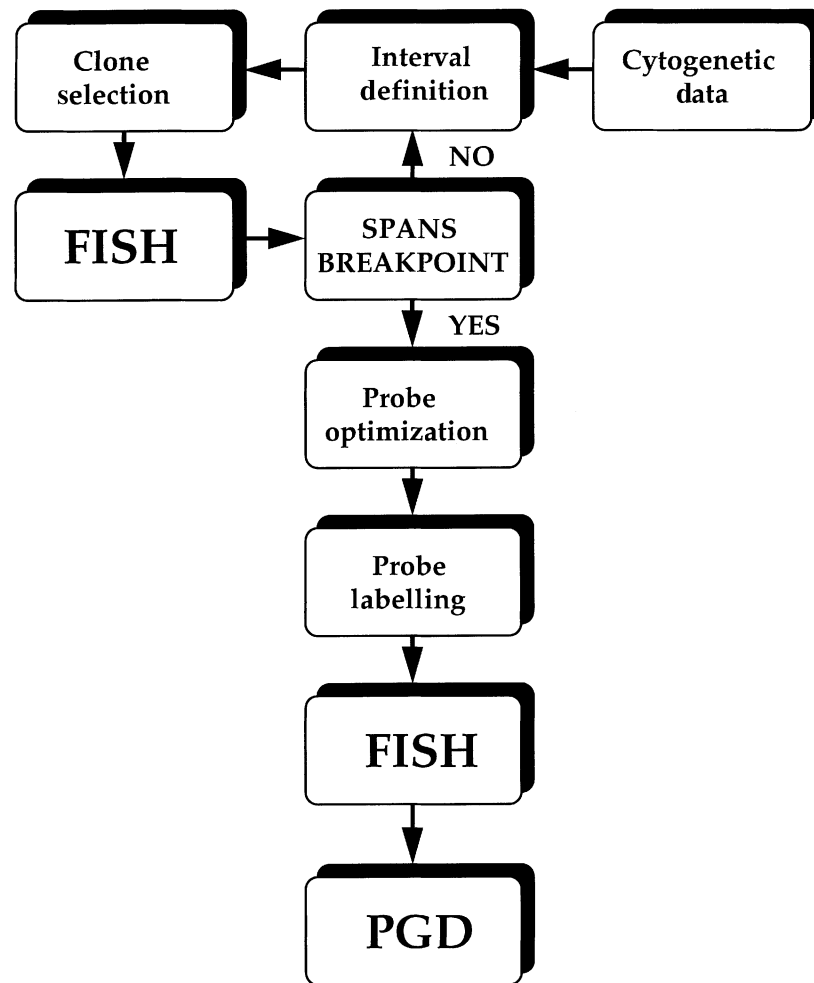 Clone
selection
Interval
definition
Cytogenetic
data
NO
FISH
SPANS
BREAKPOINT
YES
Probe
optimization
Probe
labelling
FISH
PGD